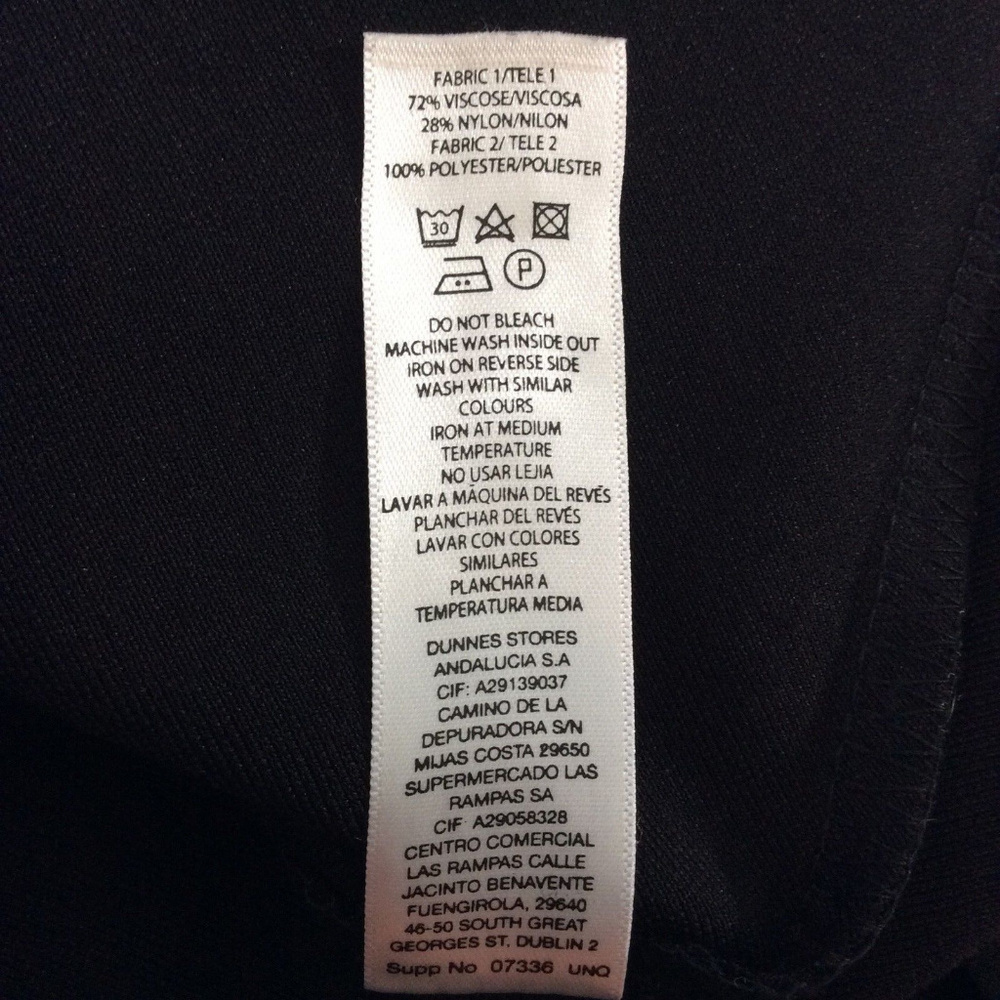 FABRIC 1/TELE 1
72% VISCOSE/VISCOSA
28% NYLON/NILON
FABRIC 2/ TELE 2
100% POLYESTER/POLIESTER
30
P
DO NOT BLEACH
MACHINE WASH INSIDE OUT
IRON ON REVERSE SIDE
WASH WITH SIMILAR
COLOURS
IRON AT MEDIUM
TEMPERATURE
NO USAR LEJIA
LAVAR A MÁQUINA DEL REVÉS
PLANCHAR DEL REVÉS
LAVAR CON COLORES
SIMILARES
PLANCHAR A
TEMPERATURA MEDIA
DUNNES STORES
ANDALUCIA S.A
CIF: A29139037
CAMINO DE LA
DEPURADORA S/N
MIJAS COSTA 29650
SUPERMERCADO LAS
RAMPAS SA
CIF A29058328
CENTRO COMERCIAL
LAS RAMPAS CALLE
JACINTO BENAVENTE
FUENGIROLA, 29640
46-50 SOUTH GREAT
GEORGES ST. DUBLIN 2
Supp No 07336 UNQ